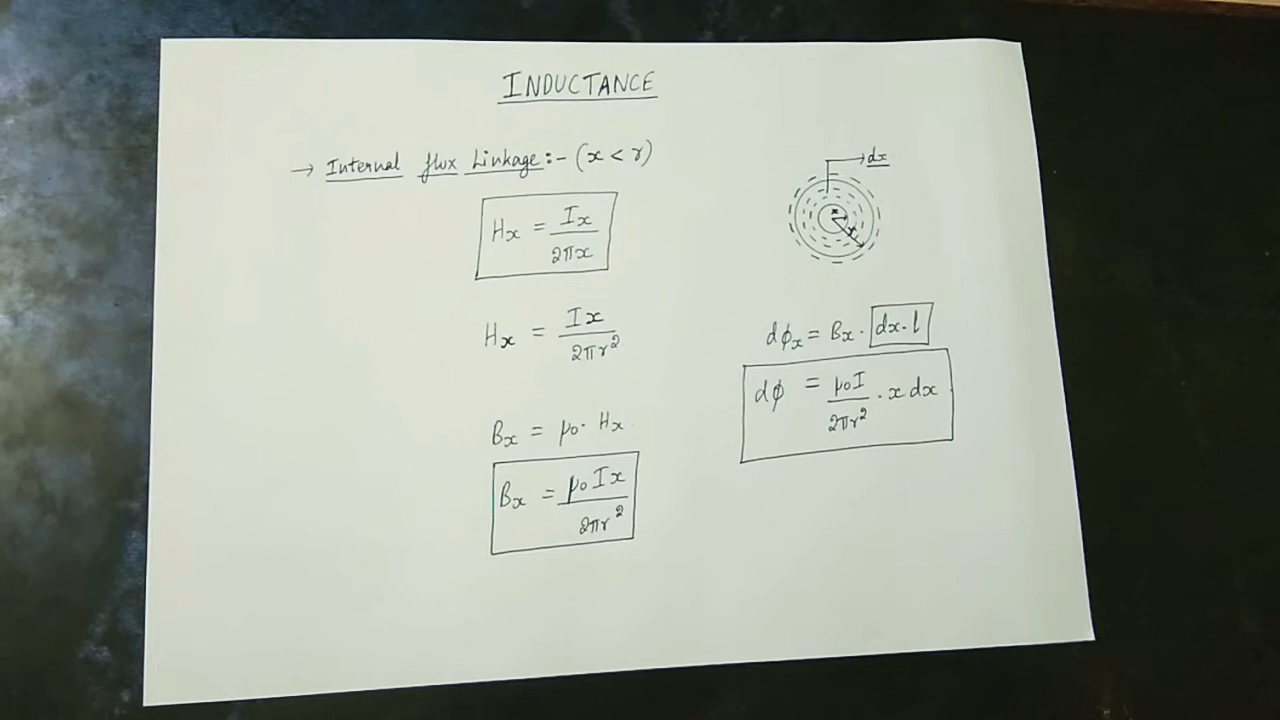 INDUCTANCE
→ Internal flux Linkage:- (x < r)
Hx = Ix / 2πx
Hx = Ix / 2πr²
Bx = μ₀ · Hx
Bx = μ₀Ix / 2πr²
dx
x
r
dϕx = Bx · dx · l
dϕ = μ₀I / 2πr² · x dx